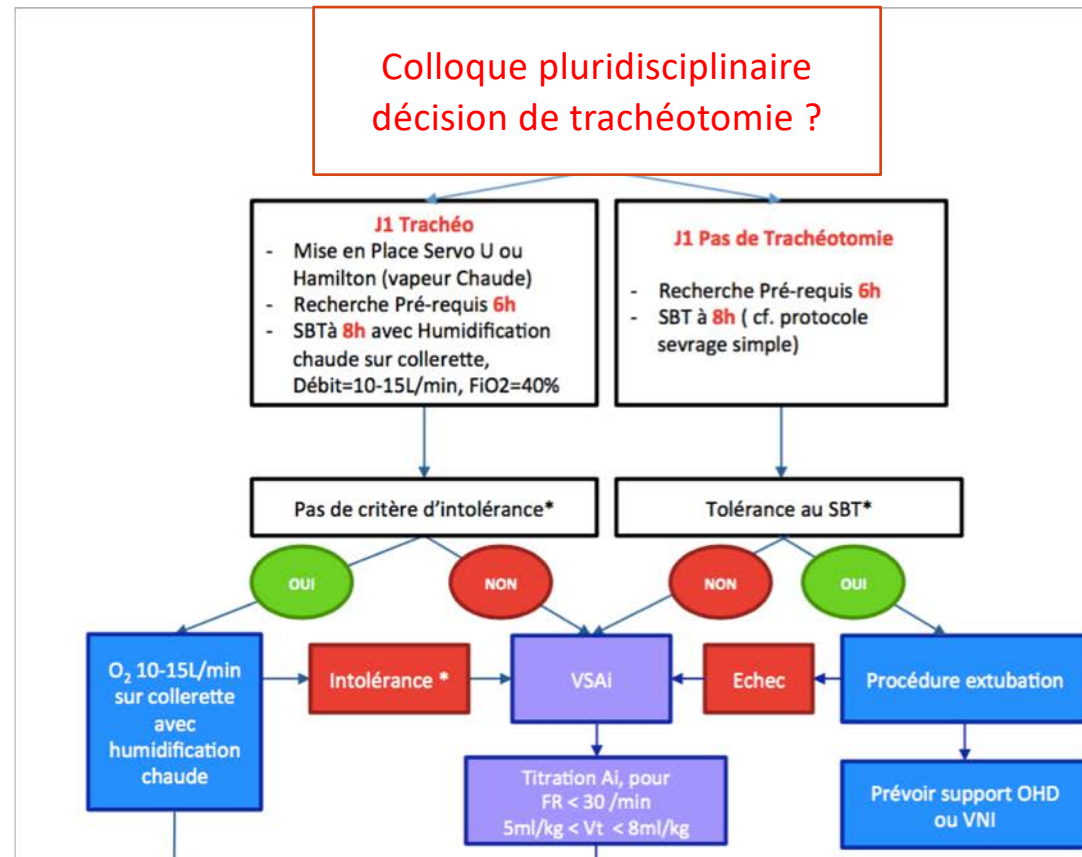 Colloque pluridisciplinaire
décision de trachéotomie ?
J1 Trachéo
- Mise en Place Servo U ou
Hamilton (vapeur Chaude)
- Recherche Pré-requis 6h
- SBTà 8h avec Humidification
chaude sur collerette,
Débit=10-15L/min, FiO2=40%
J1 Pas de Trachéotomie
- Recherche Pré-requis 6h
- SBT à 8h ( cf. protocole
sevrage simple)
Pas de critère d'intolérance*
Tolérance au SBT*
OUI
NON
NON
OUI
O₂ 10-15L/min
sur collerette
avec
humidification
chaude
Intolérance *
VSAi
Echec
Procédure extubation
Titration Ai, pour
FR < 30 /min
5ml/kg < Vt < 8ml/kg
Prévoir support OHD
ou VNI